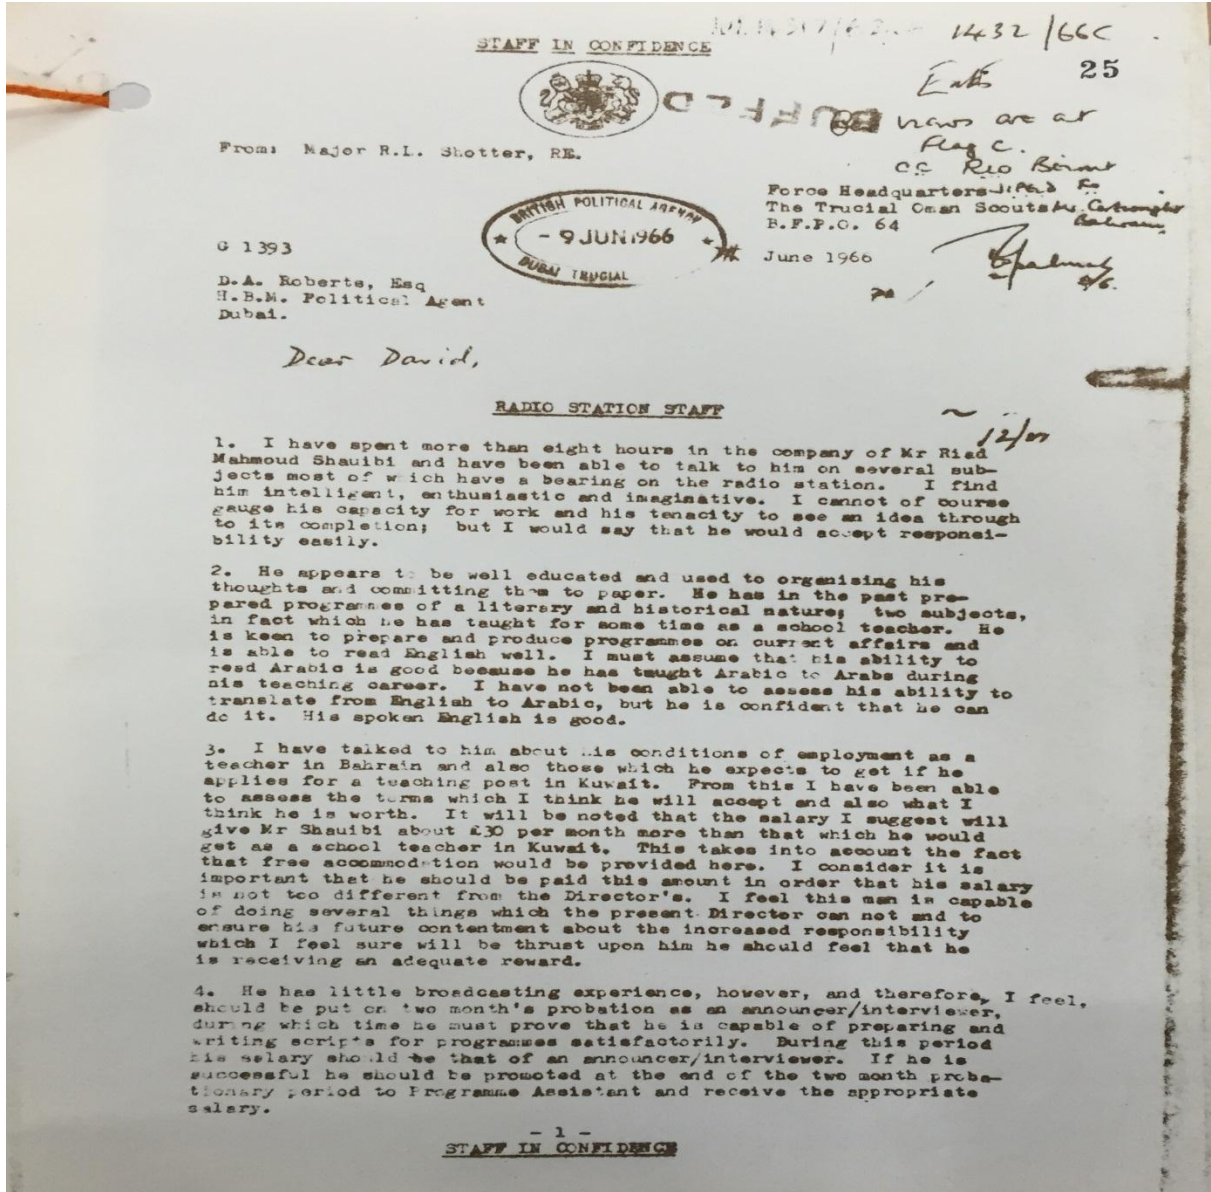 1432/66C
STAFF IN CONFIDENCE
25
views are at
Flag C.
From: Major R.L. Shotter, RE.
Force Headquarters
The Trucial Oman Scouts
B.F.P.O. 64
BRITISH POLITICAL AGENCY
- 9 JUN 1966
DUBAI TRUCIAL
G 1393
June 1966
D.A. Roberts, Esq
H.B.M. Political Agent
Dubai.
Dear David,
RADIO STATION STAFF
1. I have spent more than eight hours in the company of Mr Riad
Mahmoud Shauibi and have been able to talk to him on several sub-
jects most of which have a bearing on the radio station. I find
him intelligent, enthusiastic and imaginative. I cannot of course
gauge his capacity for work and his tenacity to see an idea through
to its completion; but I would say that he would accept responsi-
bility easily.
2. He appears to be well educated and used to organising his
thoughts and committing them to paper. He has in the past pre-
pared programmes of a literary and historical nature; two subjects,
in fact which he has taught for some time as a school teacher. He
is keen to prepare and produce programmes on current affairs and
is able to read English well. I must assume that his ability to
read Arabic is good because he has taught Arabic to Arabs during
his teaching career. I have not been able to assess his ability to
translate from English to Arabic, but he is confident that he can
do it. His spoken English is good.
3. I have talked to him about his conditions of employment as a
teacher in Bahrain and also those which he expects to get if he
applies for a teaching post in Kuwait. From this I have been able
to assess the terms which I think he will accept and also what I
think he is worth. It will be noted that the salary I suggest will
give Mr Shauibi about £30 per month more than that which he would
get as a school teacher in Kuwait. This takes into account the fact
that free accommodation would be provided here. I consider it is
important that he should be paid this amount in order that his salary
is not too different from the Director's. I feel this man is capable
of doing several things which the present Director can not and to
ensure his future contentment about the increased responsibility
which I feel sure will be thrust upon him he should feel that he
is receiving an adequate reward.
4. He has little broadcasting experience, however, and therefore, I feel,
should be put on two month's probation as an announcer/interviewer,
during which time he must prove that he is capable of preparing and
writing scripts for programmes satisfactorily. During this period
his salary should be that of an announcer/interviewer. If he is
successful he should be promoted at the end of the two month proba-
tionary period to Programme Assistant and receive the appropriate
salary.
- 1 -
STAFF IN CONFIDENCE